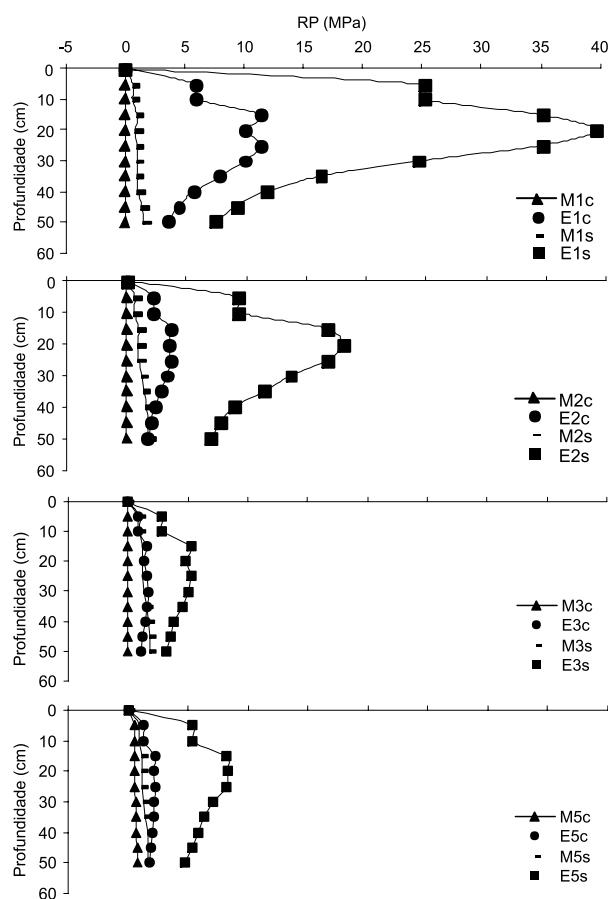 RP (MPa)
-5 0 5 10 15 20 25 30 35 40
Profundidade (cm)
0
10
20
30
40
50
60
M1c
E1c
M1s
E1s
Profundidade (cm)
0
10
20
30
40
50
60
M2c
E2c
M2s
E2s
Profundidade (cm)
0
10
20
30
40
50
60
M3c
E3c
M3s
E3s
Profundidade (cm)
0
10
20
30
40
50
60
M5c
E5c
M5s
E5s